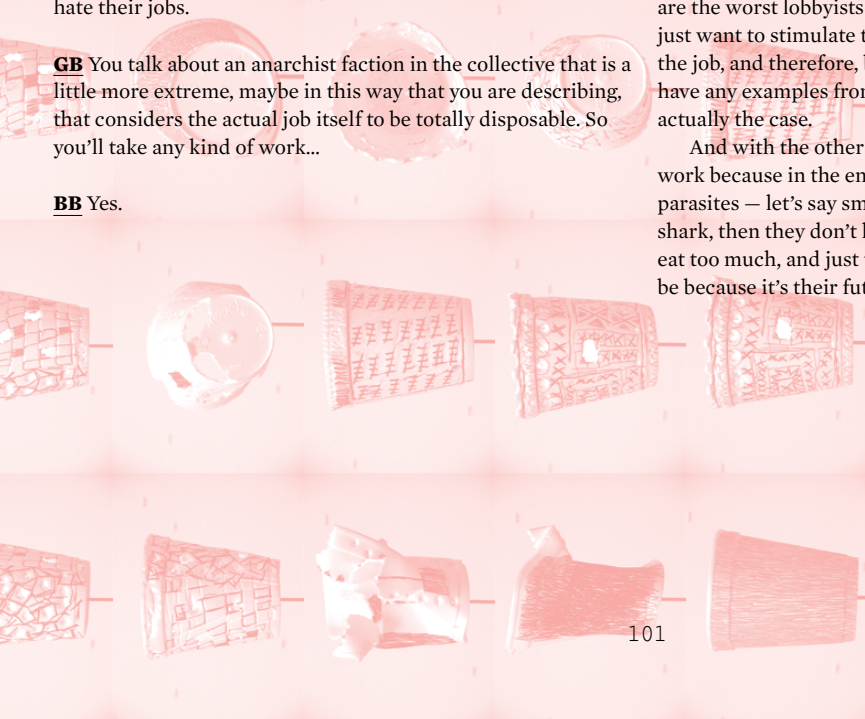 hate their jobs.
GB You talk about an anarchist faction in the collective that is a
little more extreme, maybe in this way that you are describing,
that considers the actual job itself to be totally disposable. So
you’ll take any kind of work...
BB Yes.
are the worst lobbyists
just want to stimulate t
the job, and therefore, b
have any examples from
actually the case.
And with the other
work because in the en
parasites — let’s say sm
shark, then they don’t h
eat too much, and just
be because it’s their fut
101